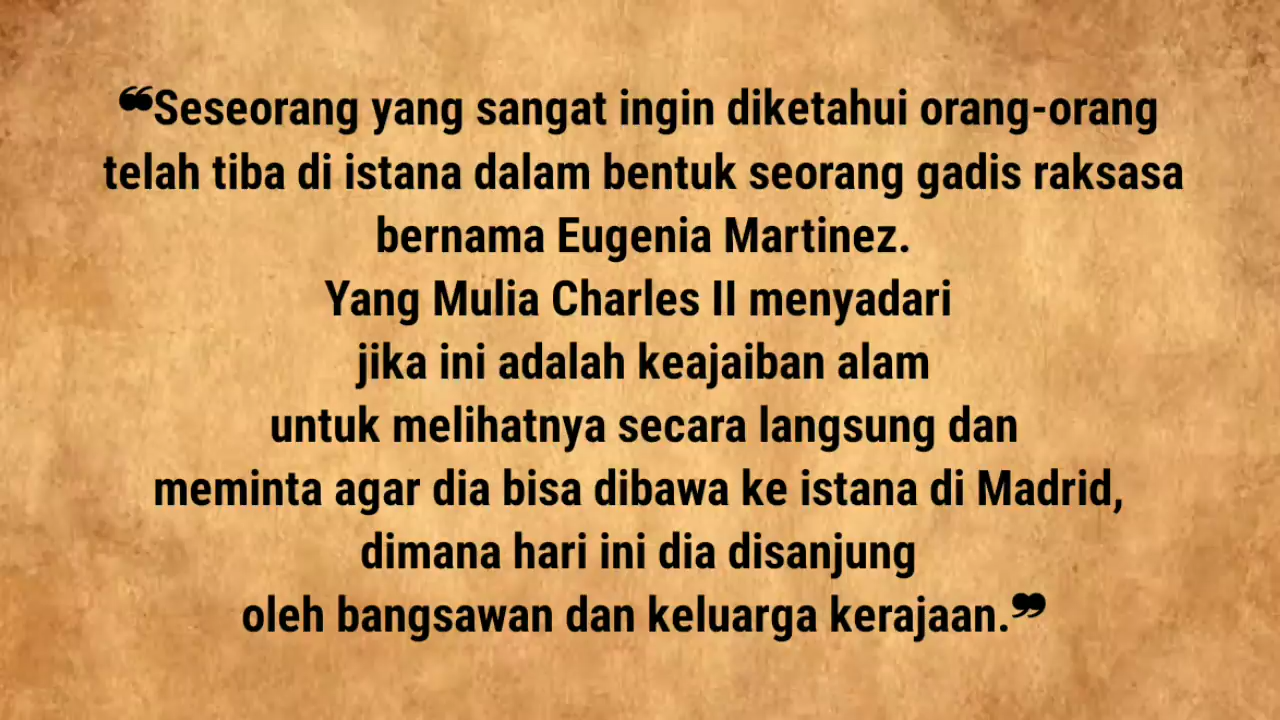 ❝Seseorang yang sangat ingin diketahui orang-orang
telah tiba di istana dalam bentuk seorang gadis raksasa
bernama Eugenia Martinez.
Yang Mulia Charles II menyadari
jika ini adalah keajaiban alam
untuk melihatnya secara langsung dan
meminta agar dia bisa dibawa ke istana di Madrid,
dimana hari ini dia disanjung
oleh bangsawan dan keluarga kerajaan.❞